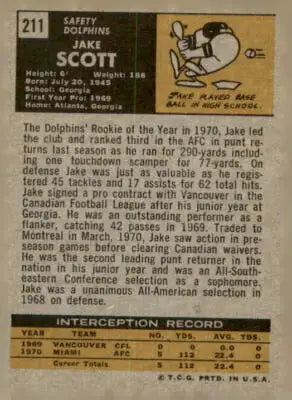 211
SAFETY
DOLPHINS
JAKE
SCOTT
Height: 6' Weight: 188
Born: July 20, 1945
School: Georgia
First Year Pro: 1969
Home: Atlanta, Georgia
JAKE PLAYED BASE
BALL IN HIGH SCHOOL.
The Dolphins' Rookie of the Year in 1970, Jake led
the club and ranked third in the AFC in punt re-
turns last season as he ran for 290-yards includ-
ing one touchdown scamper for 77-yards. On
defense Jake was just as valuable as he regis-
tered 45 tackles and 17 assists for 62 total hits.
Jake signed a pro contract with Vancouver in the
Canadian Football League after his junior year at
Georgia. He was an outstanding performer as a
flanker, catching 42 passes in 1969. Traded to
Montreal in March, 1970, Jake saw action in pre-
season games before clearing Canadian waivers.
He was the second leading punt returner in the
nation in his junior year and was an All-South-
eastern Conference selection as a sophomore.
Jake was a unanimous All-American selection in
1968 on defense.
INTERCEPTION RECORD
YEAR TEAM NO. YDS. AVG. YDS. TD
1969 VANCOUVER CFL 0 0 0.0 0
1970 MIAMI AFC 5 112 22.4 0
Career Totals 5 112 22.4 0
© T.C.G. PRTD. IN U.S.A.